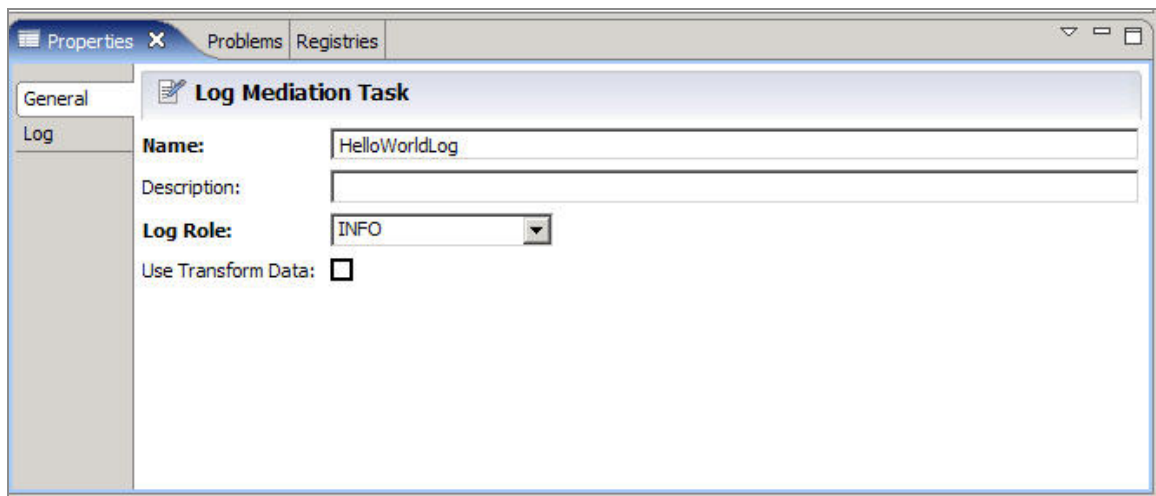 Properties Problems Registries
General
Log Mediation Task
Log
Name: HelloWorldLog
Description:
Log Role: INFO
Use Transform Data: